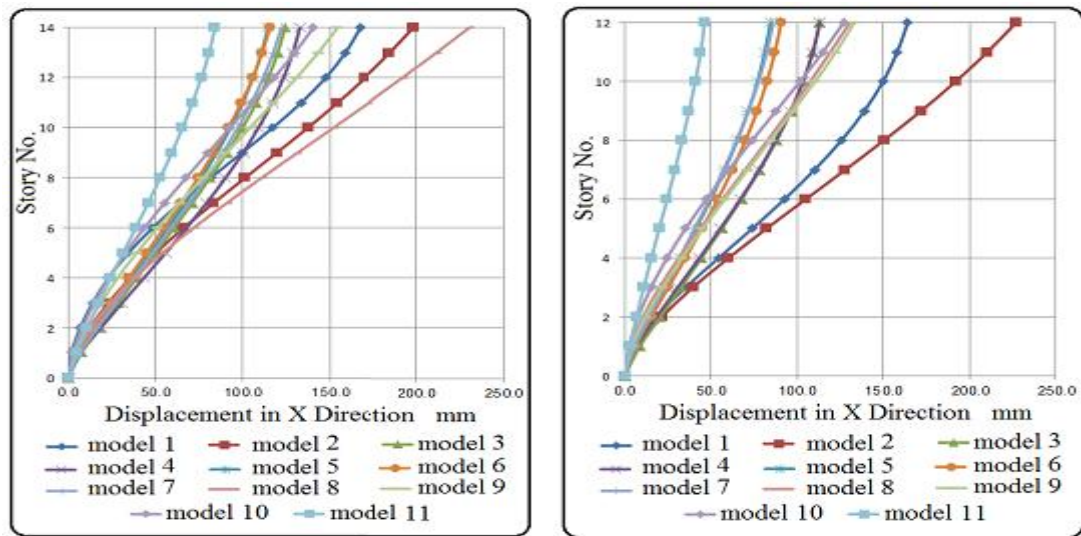 14
12
10
8
6
4
2
0
Story No.
0.0 50.0 100.0 150.0 200.0 250.0
Displacement in X Direction mm
model 1 model 2 model 3
model 4 model 5 model 6
model 7 model 8 model 9
model 10 model 11
12
10
8
6
4
2
0
Story No.
0.0 50.0 100.0 150.0 200.0 250.0
Displacement in X Direction mm
model 1 model 2 model 3
model 4 model 5 model 6
model 7 model 8 model 9
model 10 model 11